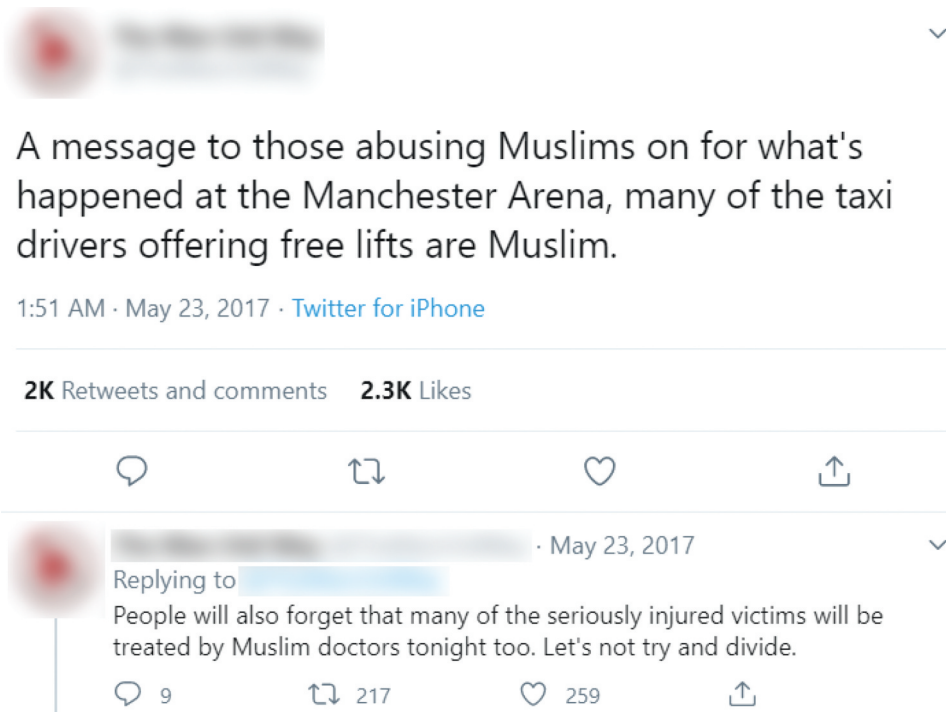 A message to those abusing Muslims on for what's
happened at the Manchester Arena, many of the taxi
drivers offering free lifts are Muslim.
1:51 AM · May 23, 2017 · Twitter for iPhone
2K Retweets and comments 2.3K Likes
· May 23, 2017
Replying to
People will also forget that many of the seriously injured victims will be
treated by Muslim doctors tonight too. Let's not try and divide.
9 217 259